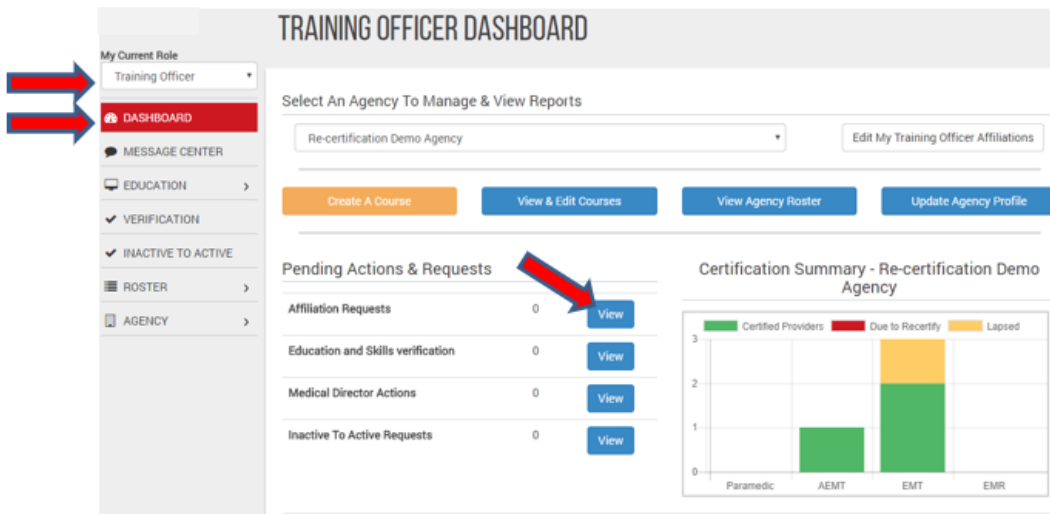 TRAINING OFFICER DASHBOARD
My Current Role
Training Officer
DASHBOARD
MESSAGE CENTER
EDUCATION
VERIFICATION
INACTIVE TO ACTIVE
ROSTER
AGENCY
Select An Agency To Manage & View Reports
Re-certification Demo Agency
Edit My Training Officer Affiliations
Create A Course
View & Edit Courses
View Agency Roster
Update Agency Profile
Pending Actions & Requests
Affiliation Requests 0 View
Education and Skills verification 0 View
Medical Director Actions 0 View
Inactive To Active Requests 0 View
Certification Summary - Re-certification Demo
Agency
Certified Providers Due to Recertify Lapsed
3
2
1
0
Paramedic AEMT EMT EMR